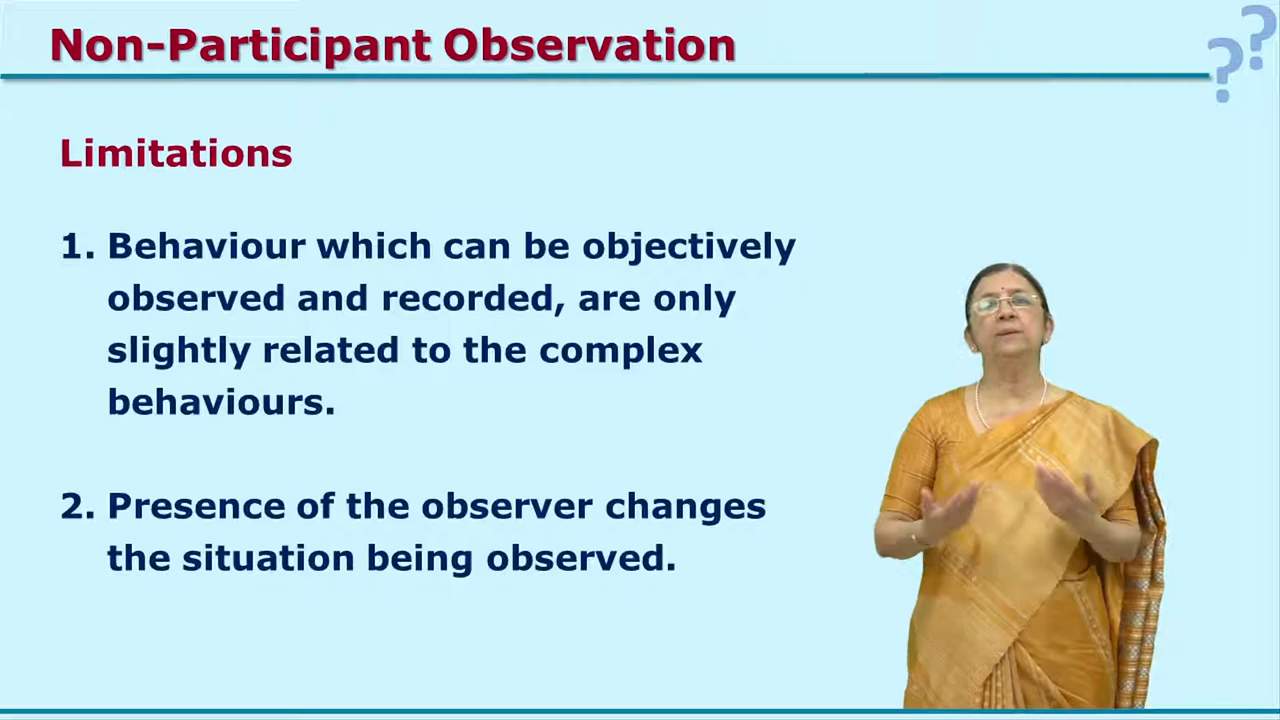 Non-Participant Observation
??
Limitations
1. Behaviour which can be objectively
observed and recorded, are only
slightly related to the complex
behaviours.
2. Presence of the observer changes
the situation being observed.